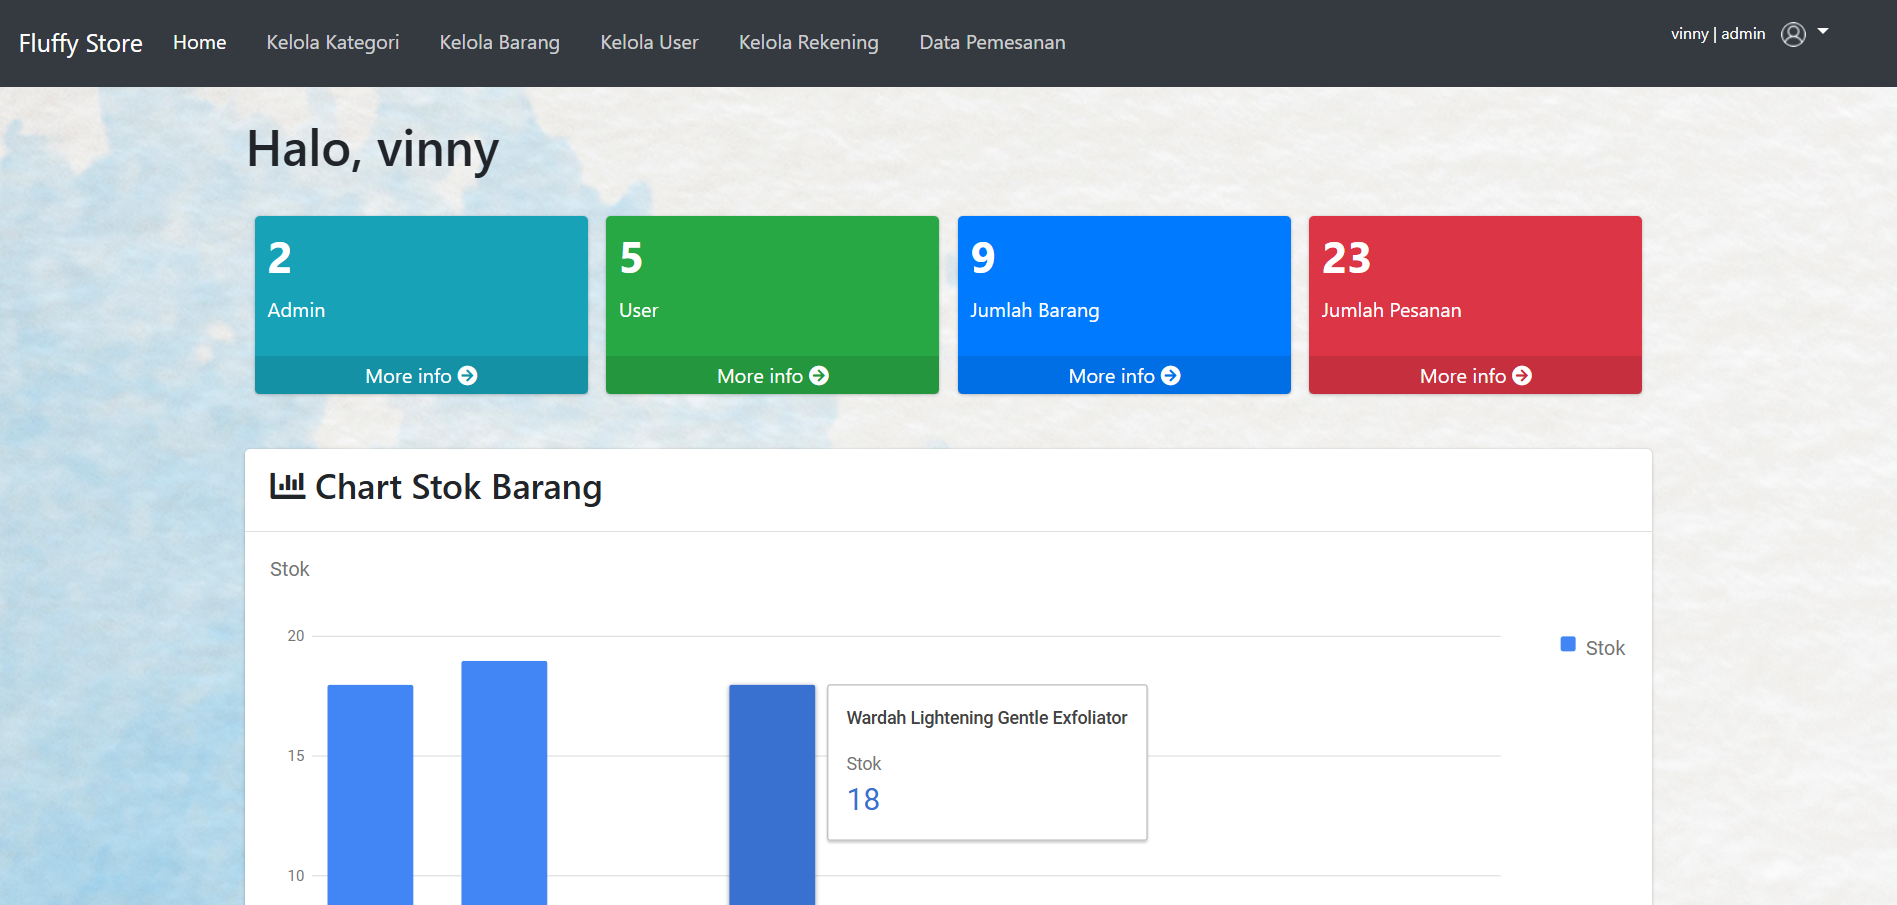 Fluffy Store Home Kelola Kategori Kelola Barang Kelola User Kelola Rekening Data Pemesanan vinny | admin
Halo, vinny
2 5 9 23
Admin User Jumlah Barang Jumlah Pesanan
More info More info More info More info
Chart Stok Barang
Stok
20
Stok
Wardah Lightening Gentle Exfoliator
15
Stok
18
10